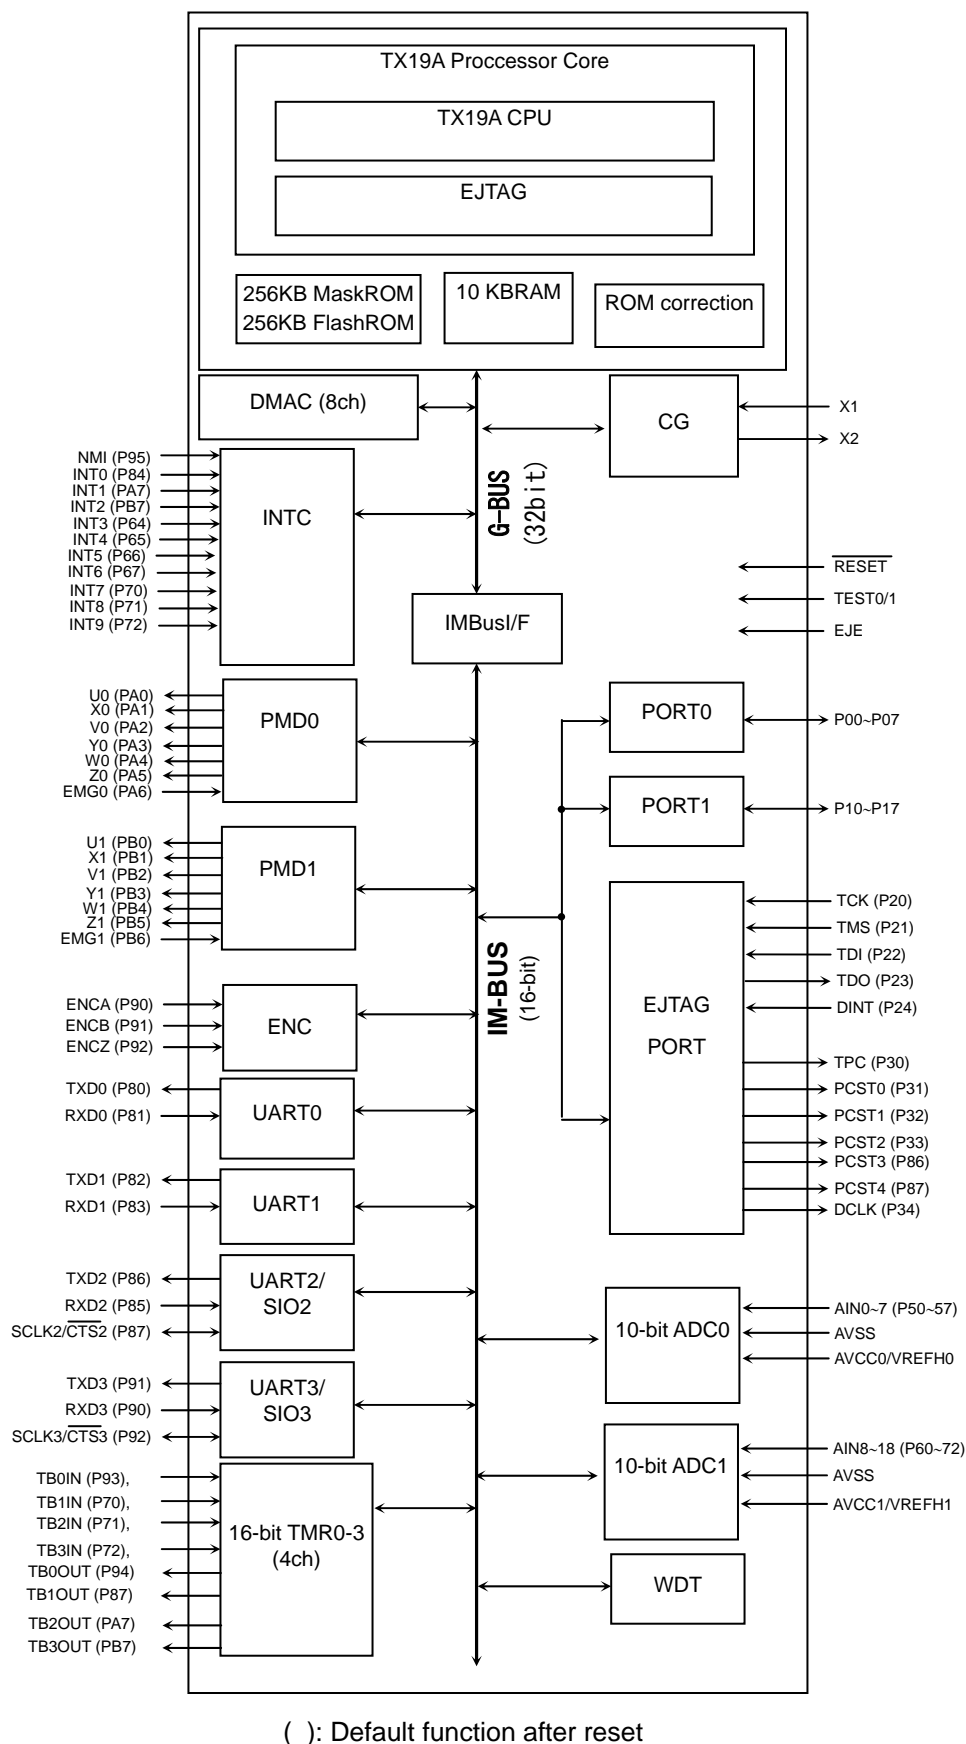 TX19A Proccessor Core
TX19A CPU
EJTAG
256KB MaskROM
256KB FlashROM
10 KBRAM
ROM correction
DMAC (8ch)
CG
X1
X2
NMI (P95)
INT0 (P84)
INT1 (PA7)
INT2 (PB7)
INT3 (P64)
INT4 (P65)
INT5 (P66)
INT6 (P67)
INT7 (P70)
INT8 (P71)
INT9 (P72)
INTC
G-BUS
(32bit)
RESET
TEST0/1
EJE
IMBusI/F
U0 (PA0)
X0 (PA1)
V0 (PA2)
Y0 (PA3)
W0 (PA4)
Z0 (PA5)
EMG0 (PA6)
PMD0
PORT0
P00~P07
PORT1
P10~P17
U1 (PB0)
X1 (PB1)
V1 (PB2)
Y1 (PB3)
W1 (PB4)
Z1 (PB5)
EMG1 (PB6)
PMD1
IM-BUS
(16-bit)
EJTAG
PORT
TCK (P20)
TMS (P21)
TDI (P22)
TDO (P23)
DINT (P24)
TPC (P30)
PCST0 (P31)
PCST1 (P32)
PCST2 (P33)
PCST3 (P86)
PCST4 (P87)
DCLK (P34)
ENCA (P90)
ENCB (P91)
ENCZ (P92)
ENC
TXD0 (P80)
RXD0 (P81)
UART0
TXD1 (P82)
RXD1 (P83)
UART1
TXD2 (P86)
RXD2 (P85)
SCLK2/CTS2 (P87)
UART2/
SIO2
10-bit ADC0
AIN0~7 (P50~57)
AVSS
AVCC0/VREFH0
TXD3 (P91)
RXD3 (P90)
SCLK3/CTS3 (P92)
UART3/
SIO3
10-bit ADC1
AIN8~18 (P60~72)
AVSS
AVCC1/VREFH1
TB0IN (P93),
TB1IN (P70),
TB2IN (P71),
TB3IN (P72),
TB0OUT (P94)
TB1OUT (P87)
TB2OUT (PA7)
TB3OUT (PB7)
16-bit TMR0-3
(4ch)
WDT
( ): Default function after reset